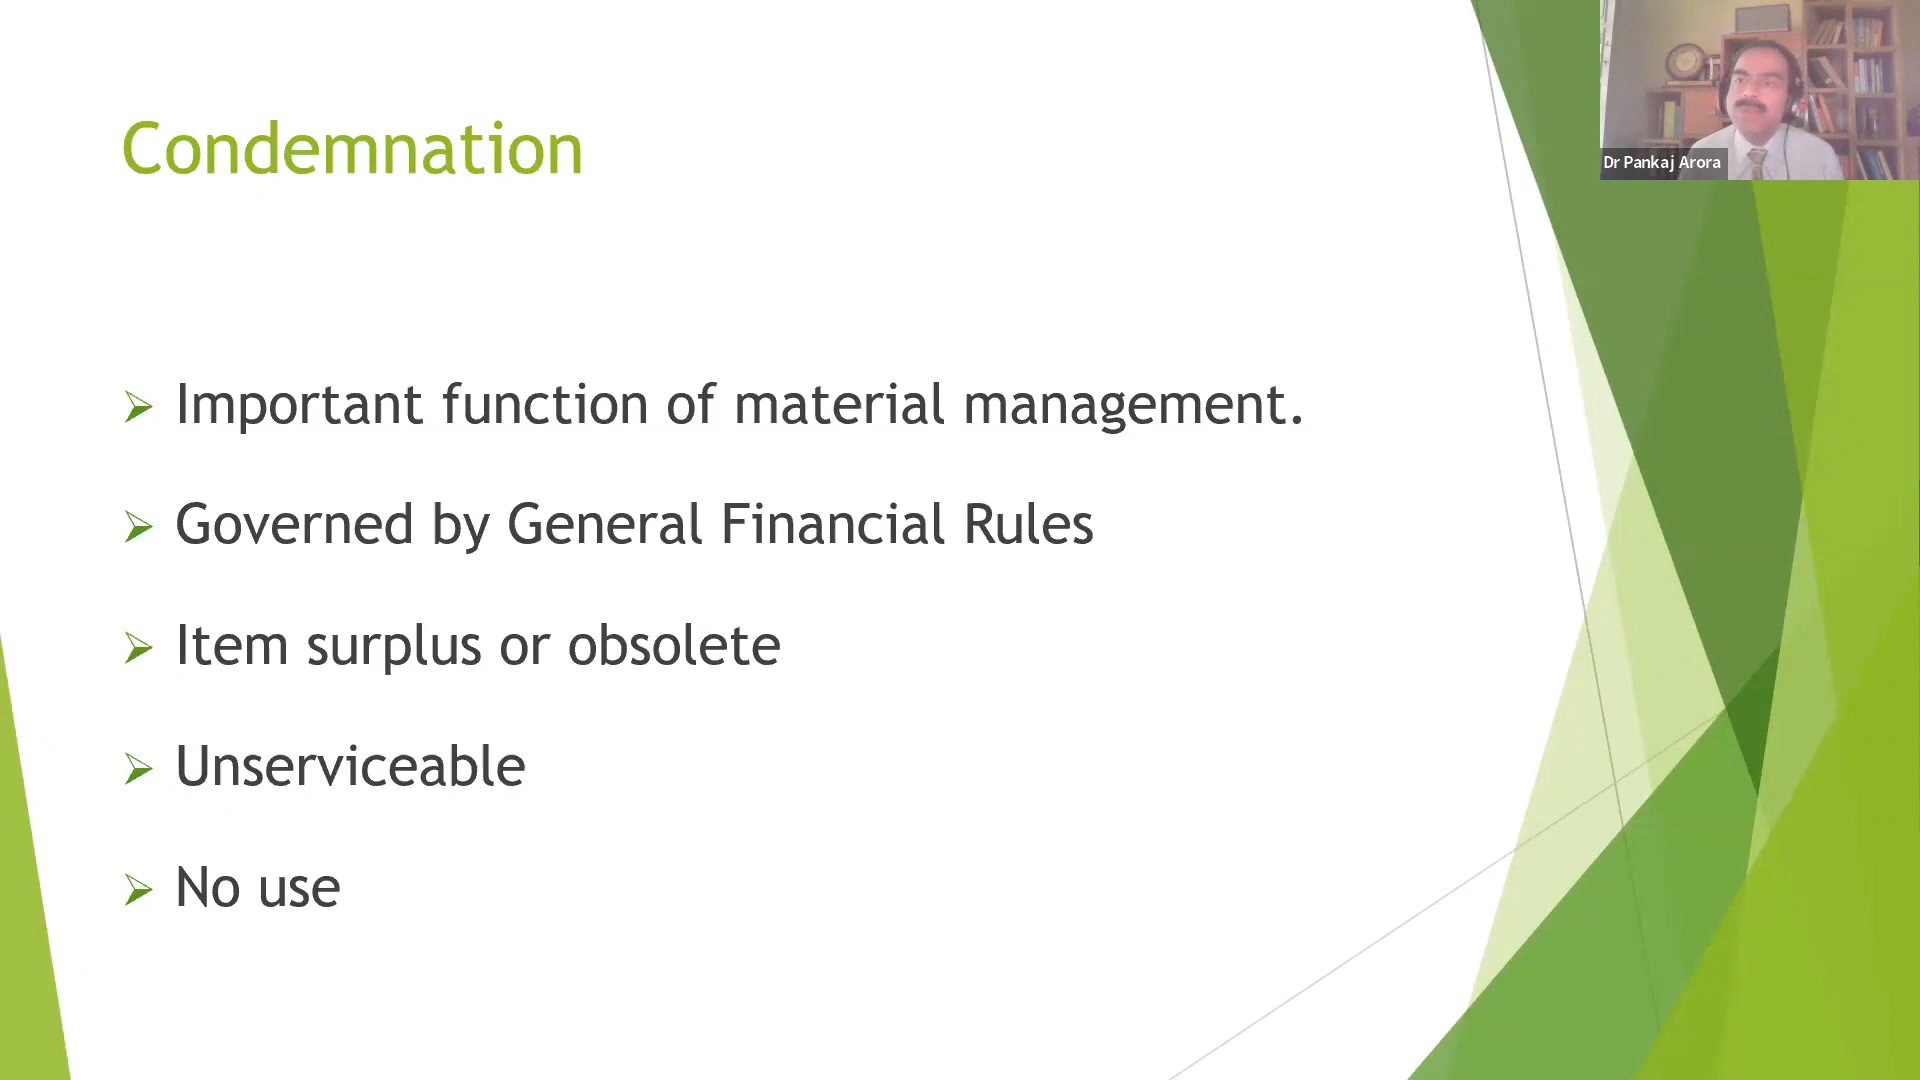 Condemnation
Dr Pankaj Arora
Important function of material management.
Governed by General Financial Rules
Item surplus or obsolete
Unserviceable
No use